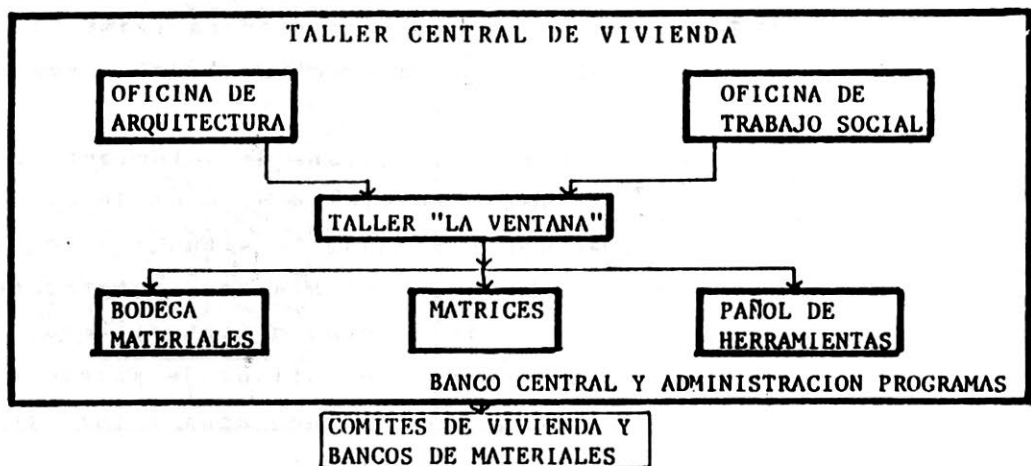 TALLER CENTRAL DE VIVIENDA
OFICINA DE
ARQUITECTURA
OFICINA DE
TRABAJO SOCIAL
TALLER "LA VENTANA"
BODEGA
MATERIALES
MATRICES
PAÑOL DE
HERRAMIENTAS
BANCO CENTRAL Y ADMINISTRACION PROGRAMAS
COMITES DE VIVIENDA Y
BANCOS DE MATERIALES